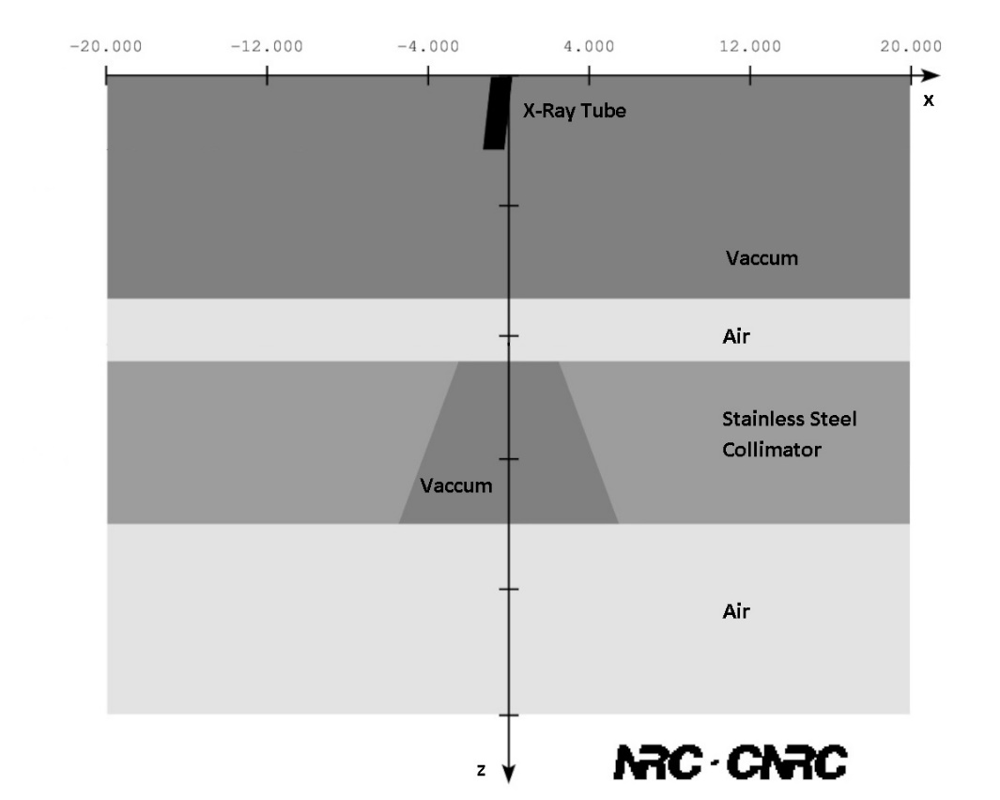 -20.000 -12.000 -4.000 4.000 12.000 20.000
x
X-Ray Tube
Vaccum
Air
Stainless Steel
Collimator
Vaccum
Air
z
NRC·CNRC